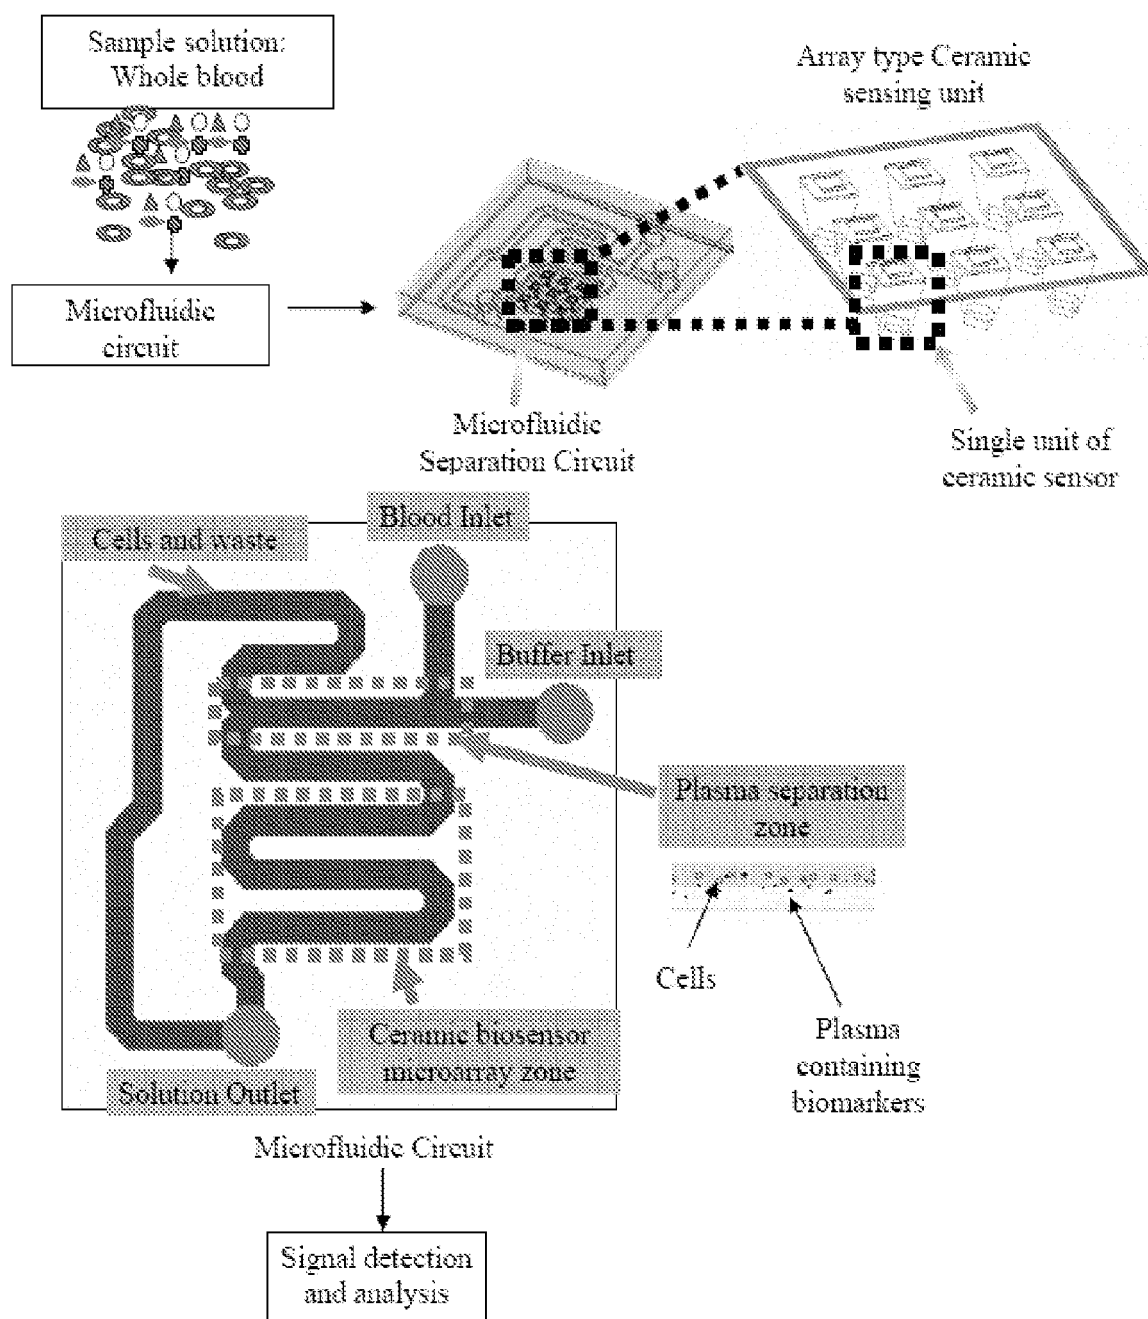 Sample solution:
Whole blood
Array type Ceramic
sensing unit
Microfluidic
circuit
Microfluidic
Separation Circuit
Single unit of
ceramic sensor
Blood Inlet
Cells and waste
Buffer Inlet
Plasma separation
zone
Cells
Plasma
containing
biomarkers
Ceramic biosensor
microarray zone
Solution Outlet
Microfluidic Circuit
Signal detection
and analysis